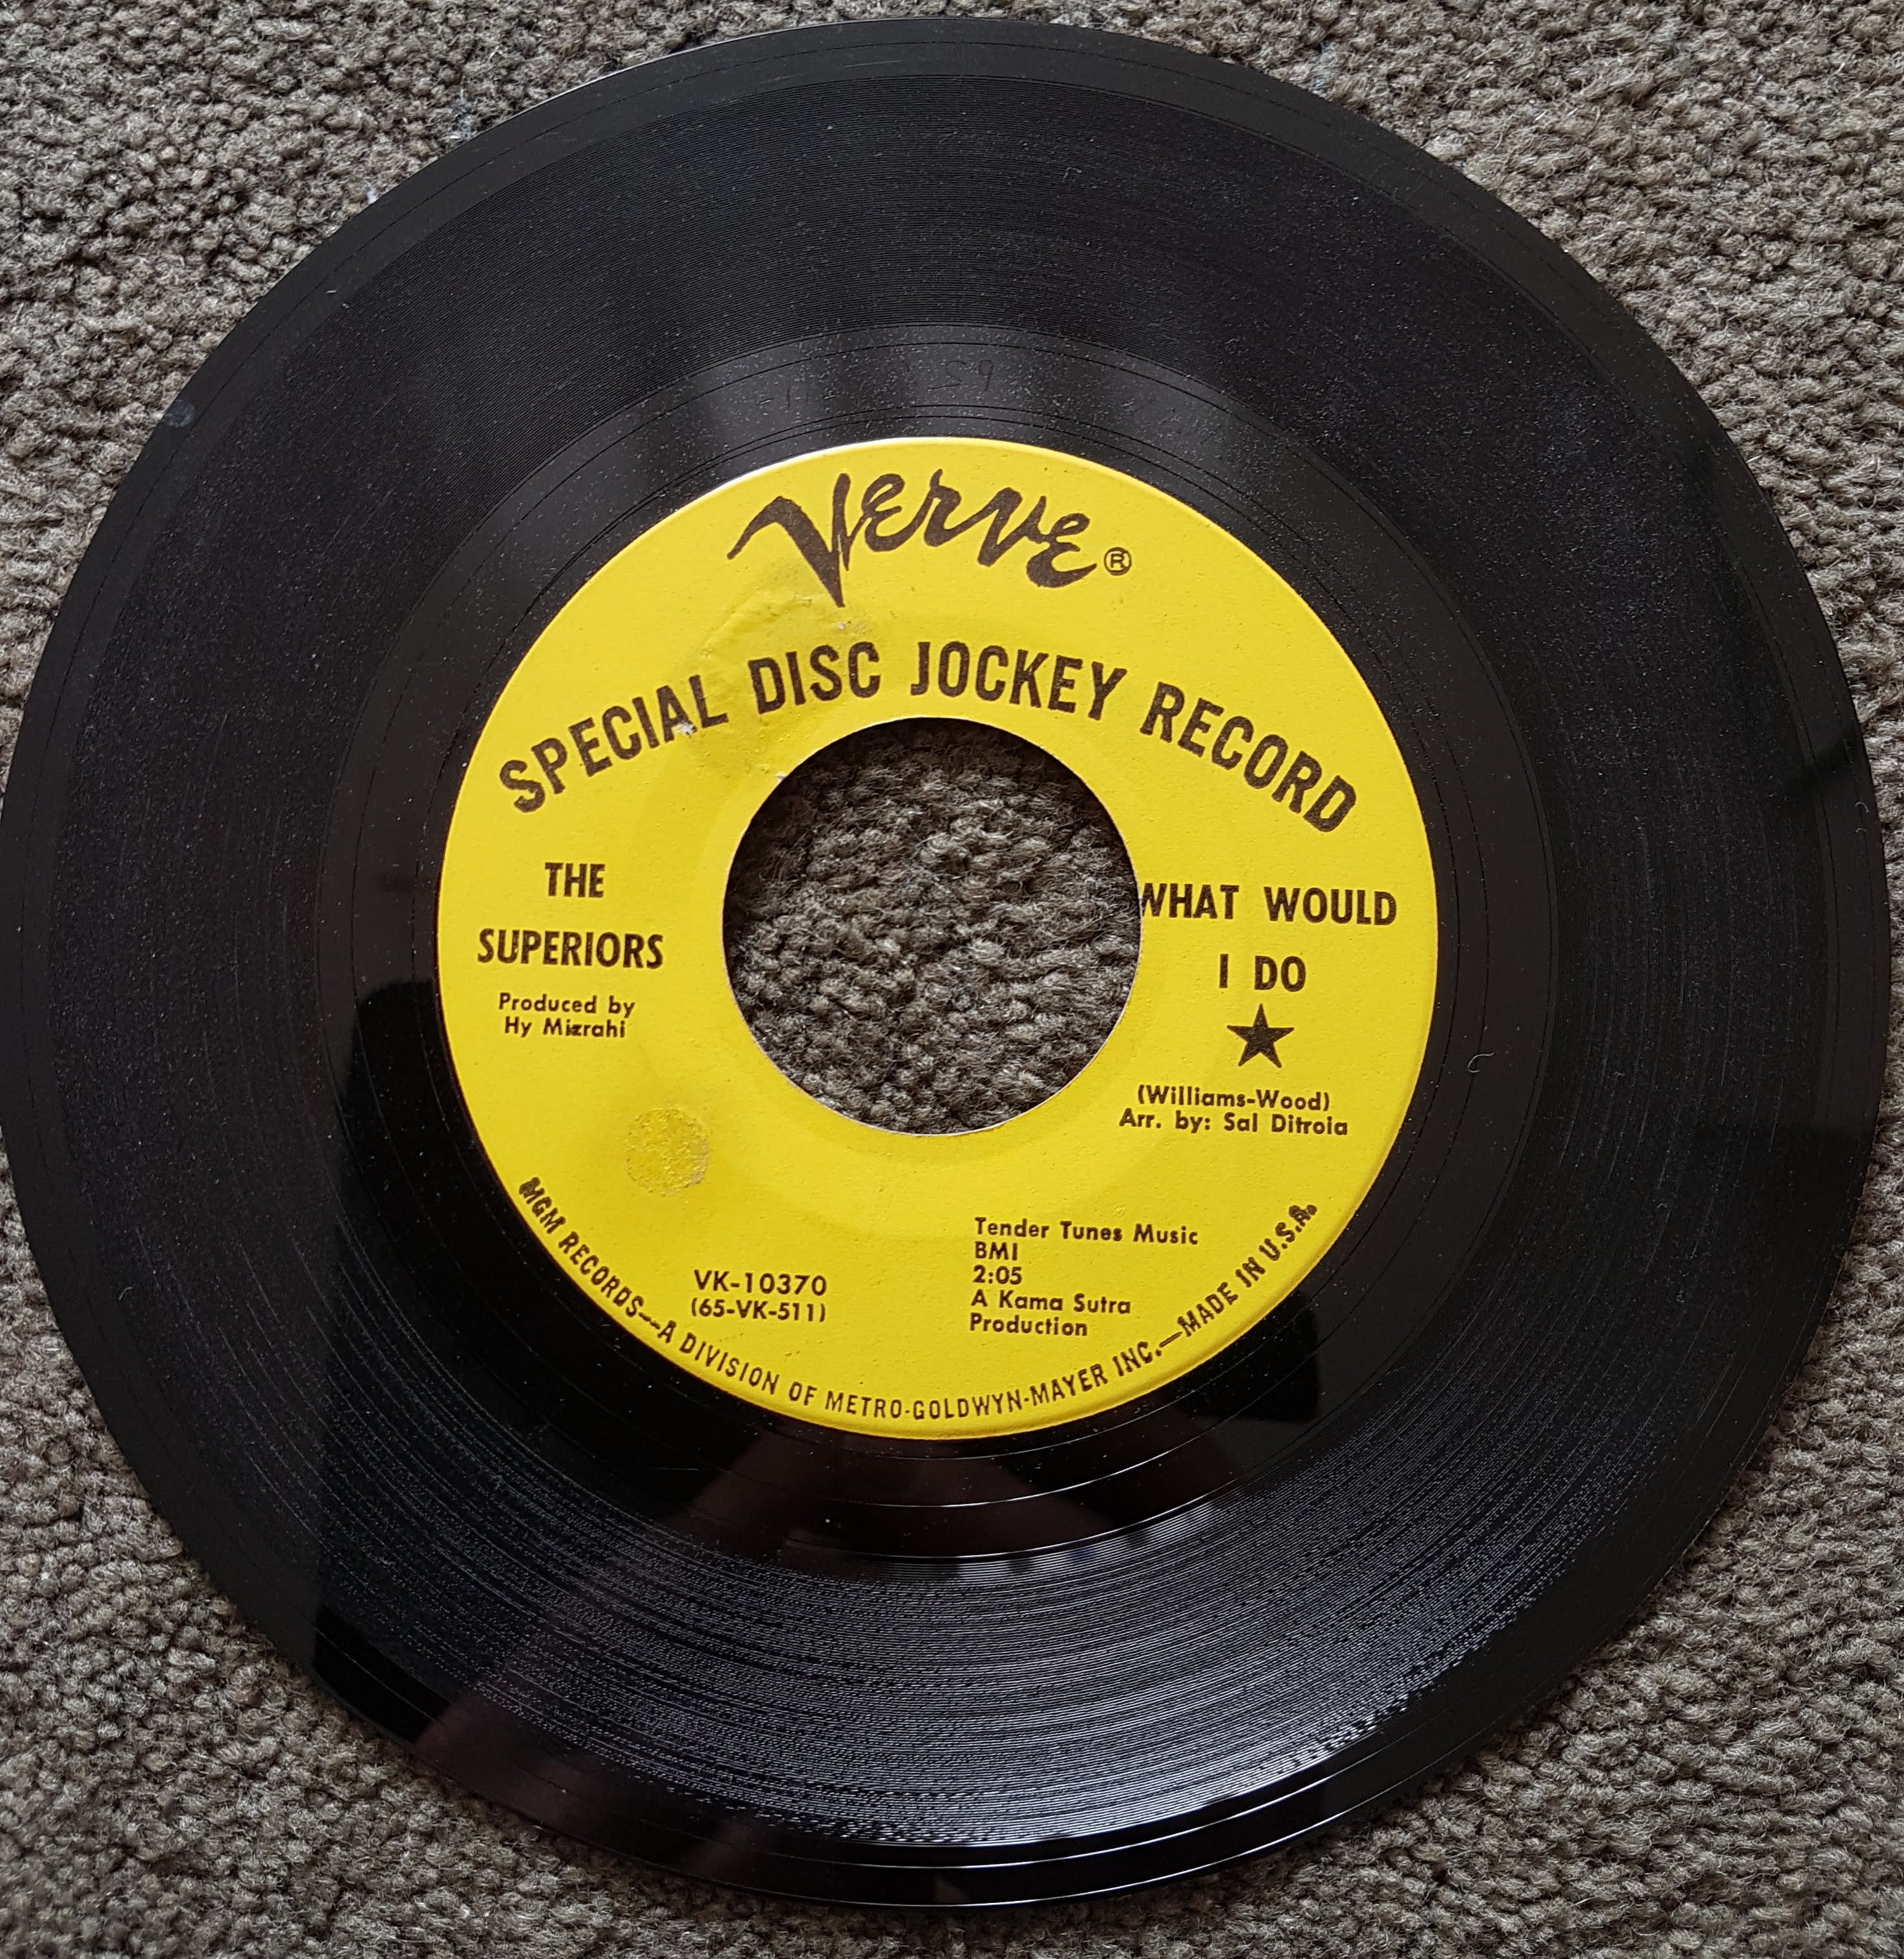 Verve®
SPECIAL DISC JOCKEY RECORD
THE
SUPERIORS
Produced by
Hy Mizrahi
WHAT WOULD
I DO
★
(Williams-Wood)
Arr. by: Sal Ditroia
VK-10370
(65-VK-511)
Tender Tunes Music
BMI
2:05
A Kama Sutra
Production
MGM RECORDS—A DIVISION OF METRO-GOLDWYN-MAYER INC.—MADE IN U.S.A.